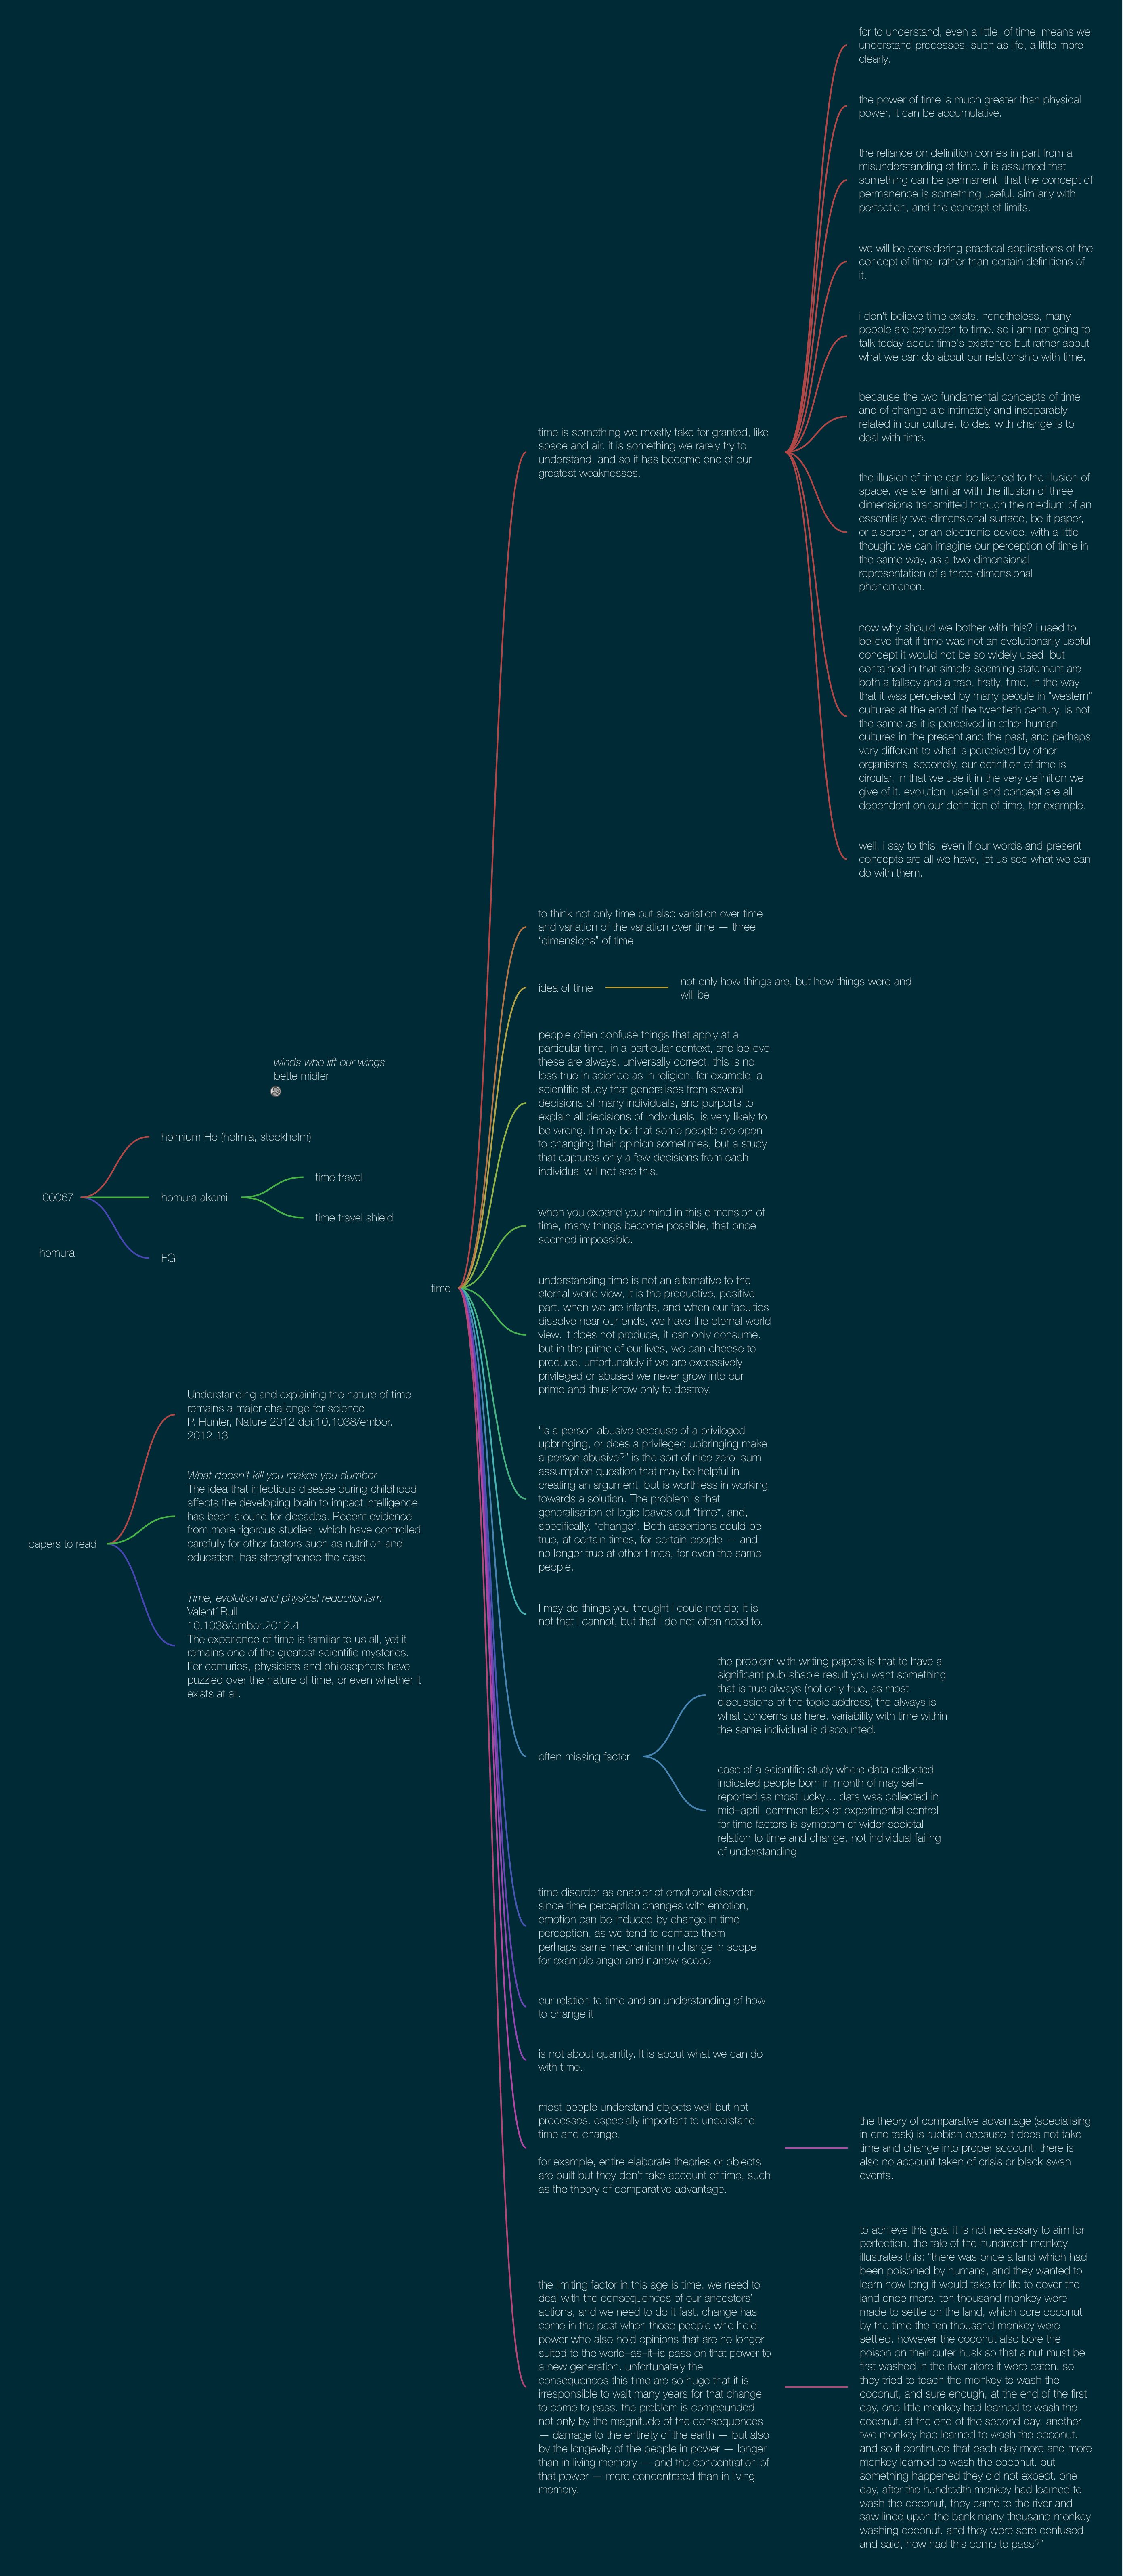 winds who lift our wings
bette midler
00067
holmium Ho (holmia, stockholm)
homura akemi
time travel
time travel shield
FG
homura
papers to read
Understanding and explaining the nature of time
remains a major challenge for science
P. Hunter, Nature 2012 doi:10.1038/embor.
2012.13
What doesn't kill you makes you dumber
The idea that infectious disease during childhood
affects the developing brain to impact intelligence
has been around for decades. Recent evidence
from more rigorous studies, which have controlled
carefully for other factors such as nutrition and
education, has strengthened the case.
Time, evolution and physical reductionism
Valentí Rull
10.1038/embor.2012.4
The experience of time is familiar to us all, yet it
remains one of the greatest scientific mysteries.
For centuries, physicists and philosophers have
puzzled over the nature of time, or even whether it
exists at all.
time
time is something we mostly take for granted, like
space and air. it is something we rarely try to
understand, and so it has become one of our
greatest weaknesses.
for to understand, even a little, of time, means we
understand processes, such as life, a little more
clearly.
the power of time is much greater than physical
power, it can be accumulative.
the reliance on definition comes in part from a
misunderstanding of time. it is assumed that
something can be permanent, that the concept of
permanence is something useful. similarly with
perfection, and the concept of limits.
we will be considering practical applications of the
concept of time, rather than certain definitions of
it.
i don't believe time exists. nonetheless, many
people are beholden to time. so i am not going to
talk today about time's existence but rather about
what we can do about our relationship with time.
because the two fundamental concepts of time
and of change are intimately and inseparably
related in our culture, to deal with change is to
deal with time.
the illusion of time can be likened to the illusion of
space. we are familiar with the illusion of three
dimensions transmitted through the medium of an
essentially two-dimensional surface, be it paper,
or a screen, or an electronic device. with a little
thought we can imagine our perception of time in
the same way, as a two-dimensional
representation of a three-dimensional
phenomenon.
now why should we bother with this? i used to
believe that if time was not an evolutionarily useful
concept it would not be so widely used. but
contained in that simple-seeming statement are
both a fallacy and a trap. firstly, time, in the way
that it was perceived by many people in "western"
cultures at the end of the twentieth century, is not
the same as it is perceived in other human
cultures in the present and the past, and perhaps
very different to what is perceived by other
organisms. secondly, our definition of time is
circular, in that we use it in the very definition we
give of it. evolution, useful and concept are all
dependent on our definition of time, for example.
well, i say to this, even if our words and present
concepts are all we have, let us see what we can
do with them.
to think not only time but also variation over time
and variation of the variation over time — three
"dimensions" of time
idea of time
not only how things are, but how things were and
will be
people often confuse things that apply at a
particular time, in a particular context, and believe
these are always, universally correct. this is no
less true in science as in religion. for example, a
scientific study that generalises from several
decisions of many individuals, and purports to
explain all decisions of individuals, is very likely to
be wrong. it may be that some people are open
to changing their opinion sometimes, but a study
that captures only a few decisions from each
individual will not see this.
when you expand your mind in this dimension of
time, many things become possible, that once
seemed impossible.
understanding time is not an alternative to the
eternal world view, it is the productive, positive
part. when we are infants, and when our faculties
dissolve near our ends, we have the eternal world
view. it does not produce, it can only consume.
but in the prime of our lives, we can choose to
produce. unfortunately if we are excessively
privileged or abused we never grow into our
prime and thus know only to destroy.
"Is a person abusive because of a privileged
upbringing, or does a privileged upbringing make
a person abusive?" is the sort of nice zero–sum
assumption question that may be helpful in
creating an argument, but is worthless in working
towards a solution. The problem is that
generalisation of logic leaves out *time*, and,
specifically, *change*. Both assertions could be
true, at certain times, for certain people — and
no longer true at other times, for even the same
people.
I may do things you thought I could not do; it is
not that I cannot, but that I do not often need to.
often missing factor
the problem with writing papers is that to have a
significant publishable result you want something
that is true always (not only true, as most
discussions of the topic address) the always is
what concerns us here. variability with time within
the same individual is discounted.
case of a scientific study where data collected
indicated people born in month of may self–
reported as most lucky… data was collected in
mid–april. common lack of experimental control
for time factors is symptom of wider societal
relation to time and change, not individual failing
of understanding
time disorder as enabler of emotional disorder:
since time perception changes with emotion,
emotion can be induced by change in time
perception, as we tend to conflate them
perhaps same mechanism in change in scope,
for example anger and narrow scope
our relation to time and an understanding of how
to change it
is not about quantity. It is about what we can do
with time.
most people understand objects well but not
processes. especially important to understand
time and change.
for example, entire elaborate theories or objects
are built but they don't take account of time, such
as the theory of comparative advantage.
the theory of comparative advantage (specialising
in one task) is rubbish because it does not take
time and change into proper account. there is
also no account taken of crisis or black swan
events.
the limiting factor in this age is time. we need to
deal with the consequences of our ancestors'
actions, and we need to do it fast. change has
come in the past when those people who hold
power who also hold opinions that are no longer
suited to the world–as–it–is pass on that power to
a new generation. unfortunately the
consequences this time are so huge that it is
irresponsible to wait many years for that change
to come to pass. the problem is compounded
not only by the magnitude of the consequences
— damage to the entirety of the earth — but also
by the longevity of the people in power — longer
than in living memory — and the concentration of
that power — more concentrated than in living
memory.
to achieve this goal it is not necessary to aim for
perfection. the tale of the hundredth monkey
illustrates this: "there was once a land which had
been poisoned by humans, and they wanted to
learn how long it would take for life to cover the
land once more. ten thousand monkey were
made to settle on the land, which bore coconut
by the time the ten thousand monkey were
settled. however the coconut also bore the
poison on their outer husk so that a nut must be
first washed in the river afore it were eaten. so
they tried to teach the monkey to wash the
coconut, and sure enough, at the end of the first
day, one little monkey had learned to wash the
coconut. at the end of the second day, another
two monkey had learned to wash the coconut.
and so it continued that each day more and more
monkey learned to wash the coconut. but
something happened they did not expect. one
day, after the hundredth monkey had learned to
wash the coconut, they came to the river and
saw lined upon the bank many thousand monkey
washing coconut. and they were sore confused
and said, how had this come to pass?"